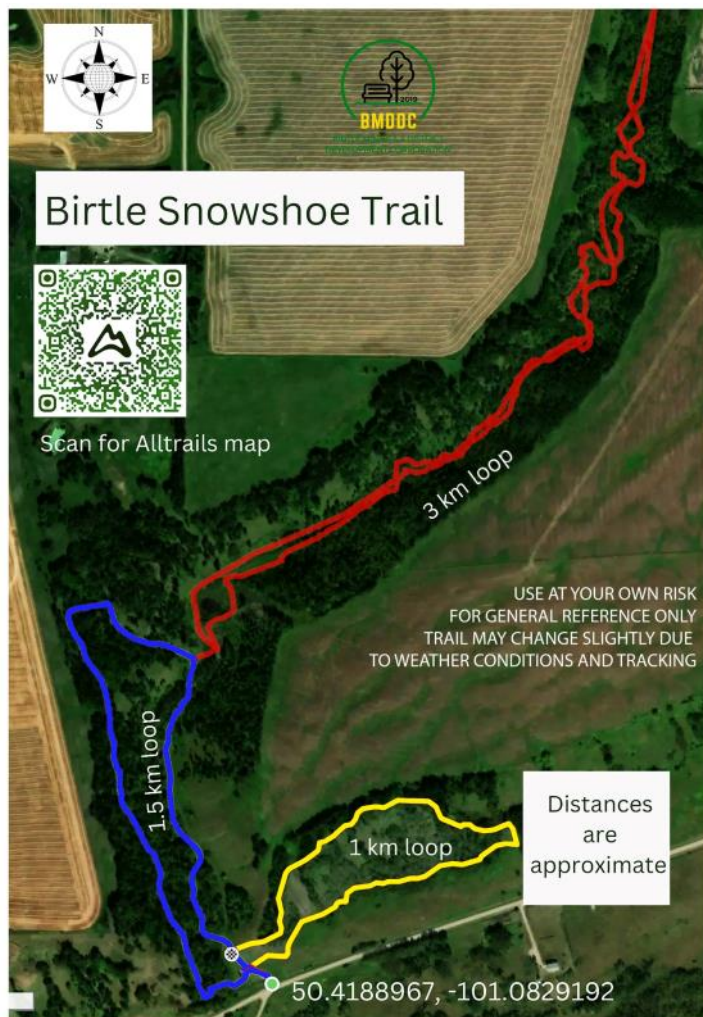 N
W E
S
2019
BMDDC
Birtle Snowshoe Trail
Scan for Alltrails map
3 km loop
USE AT YOUR OWN RISK
FOR GENERAL REFERENCE ONLY
TRAIL MAY CHANGE SLIGHTLY DUE
TO WEATHER CONDITIONS AND TRACKING
1.5 km loop
1 km loop
Distances
are
approximate
50.4188967, -101.0829192